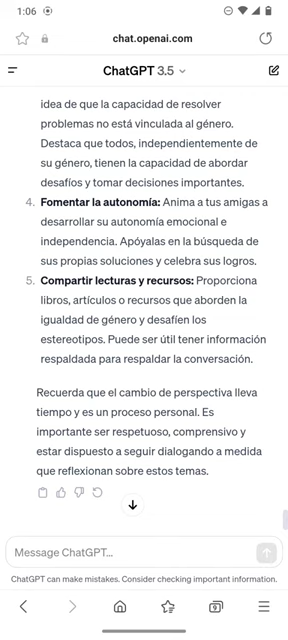 1:06
chat.openai.com
ChatGPT 3.5
idea de que la capacidad de resolver
problemas no está vinculada al género.
Destaca que todos, independientemente de
su género, tienen la capacidad de abordar
desafíos y tomar decisiones importantes.
4. Fomentar la autonomía: Anima a tus amigas a
desarrollar su autonomía emocional e
independencia. Apóyalas en la búsqueda de
sus propias soluciones y celebra sus logros.
5. Compartir lecturas y recursos: Proporciona
libros, artículos o recursos que aborden la
igualdad de género y desafíen los
estereotipos. Puede ser útil tener información
respaldada para respaldar la conversación.
Recuerda que el cambio de perspectiva lleva
tiempo y es un proceso personal. Es
importante ser respetuoso, comprensivo y
estar dispuesto a seguir dialogando a medida
que reflexionan sobre estos temas.
Message ChatGPT...
ChatGPT can make mistakes. Consider checking important information.